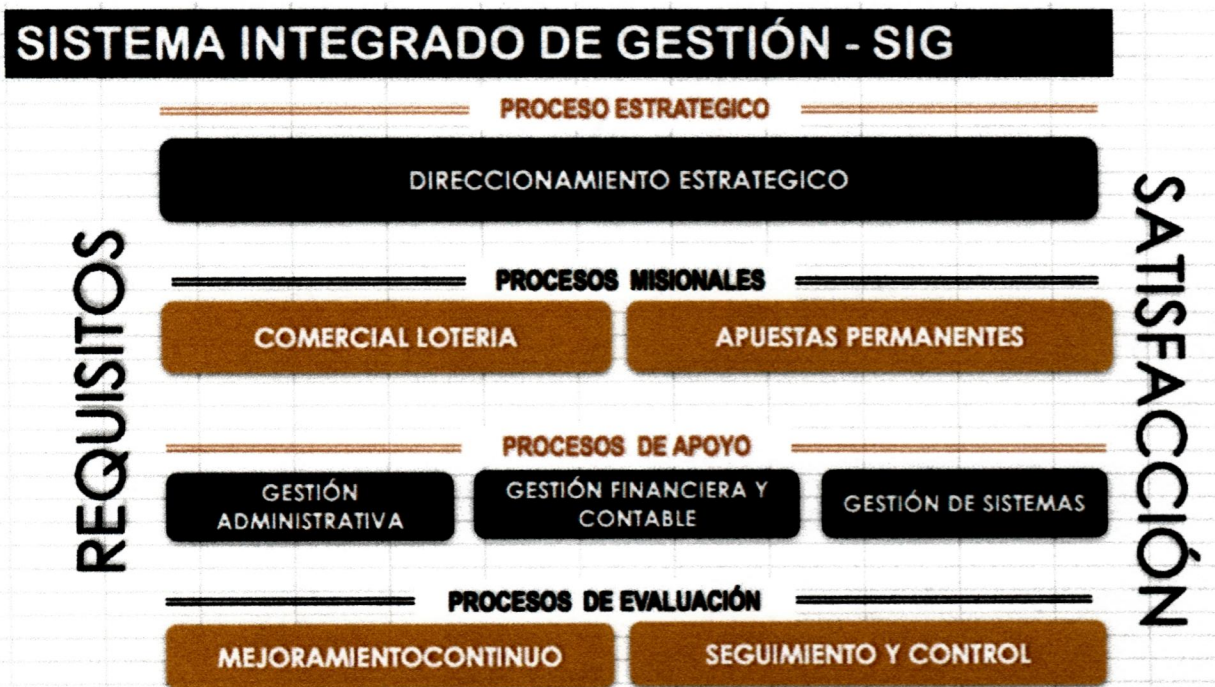 SISTEMA INTEGRADO DE GESTIÓN - SIG
PROCESO ESTRATEGICO
DIRECCIONAMIENTO ESTRATEGICO
REQUISITOS
SATISFACCIÓN
PROCESOS MISIONALES
COMERCIAL LOTERIA
APUESTAS PERMANENTES
PROCESOS DE APOYO
GESTIÓN
ADMINISTRATIVA
GESTIÓN FINANCIERA Y
CONTABLE
GESTIÓN DE SISTEMAS
PROCESOS DE EVALUACIÓN
MEJORAMIENTOCONTINUO
SEGUIMIENTO Y CONTROL